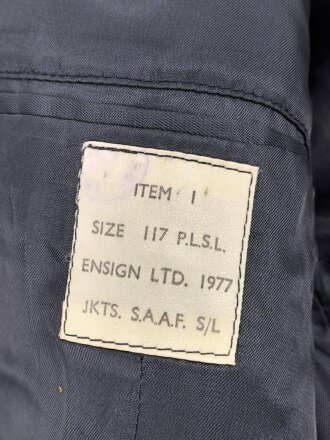 ITEM 1
SIZE 117 P.L.S.L.
ENSIGN LTD. 1977
JKTS. S.A.A.F. S/L